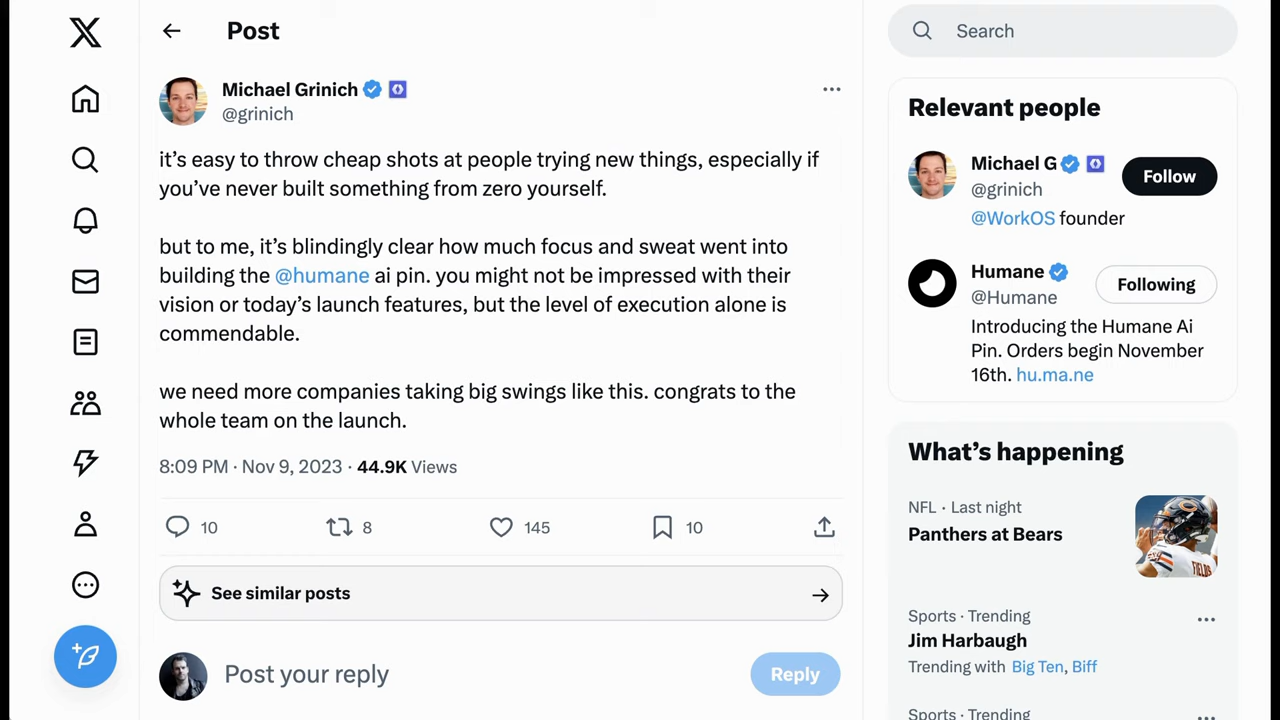 Post
Michael Grinich
@grinich
it's easy to throw cheap shots at people trying new things, especially if
you've never built something from zero yourself.
but to me, it's blindingly clear how much focus and sweat went into
building the @humane ai pin. you might not be impressed with their
vision or today's launch features, but the level of execution alone is
commendable.
we need more companies taking big swings like this. congrats to the
whole team on the launch.
8:09 PM · Nov 9, 2023 · 44.9K Views
10 8 145 10
See similar posts
Post your reply
Reply
Search
Relevant people
Michael G
@grinich
Follow
@WorkOS founder
Humane
@Humane
Following
Introducing the Humane Ai
Pin. Orders begin November
16th. hu.ma.ne
What's happening
NFL · Last night
Panthers at Bears
FIELDS
Sports · Trending
Jim Harbaugh
Trending with Big Ten, Biff
Sports · Trending